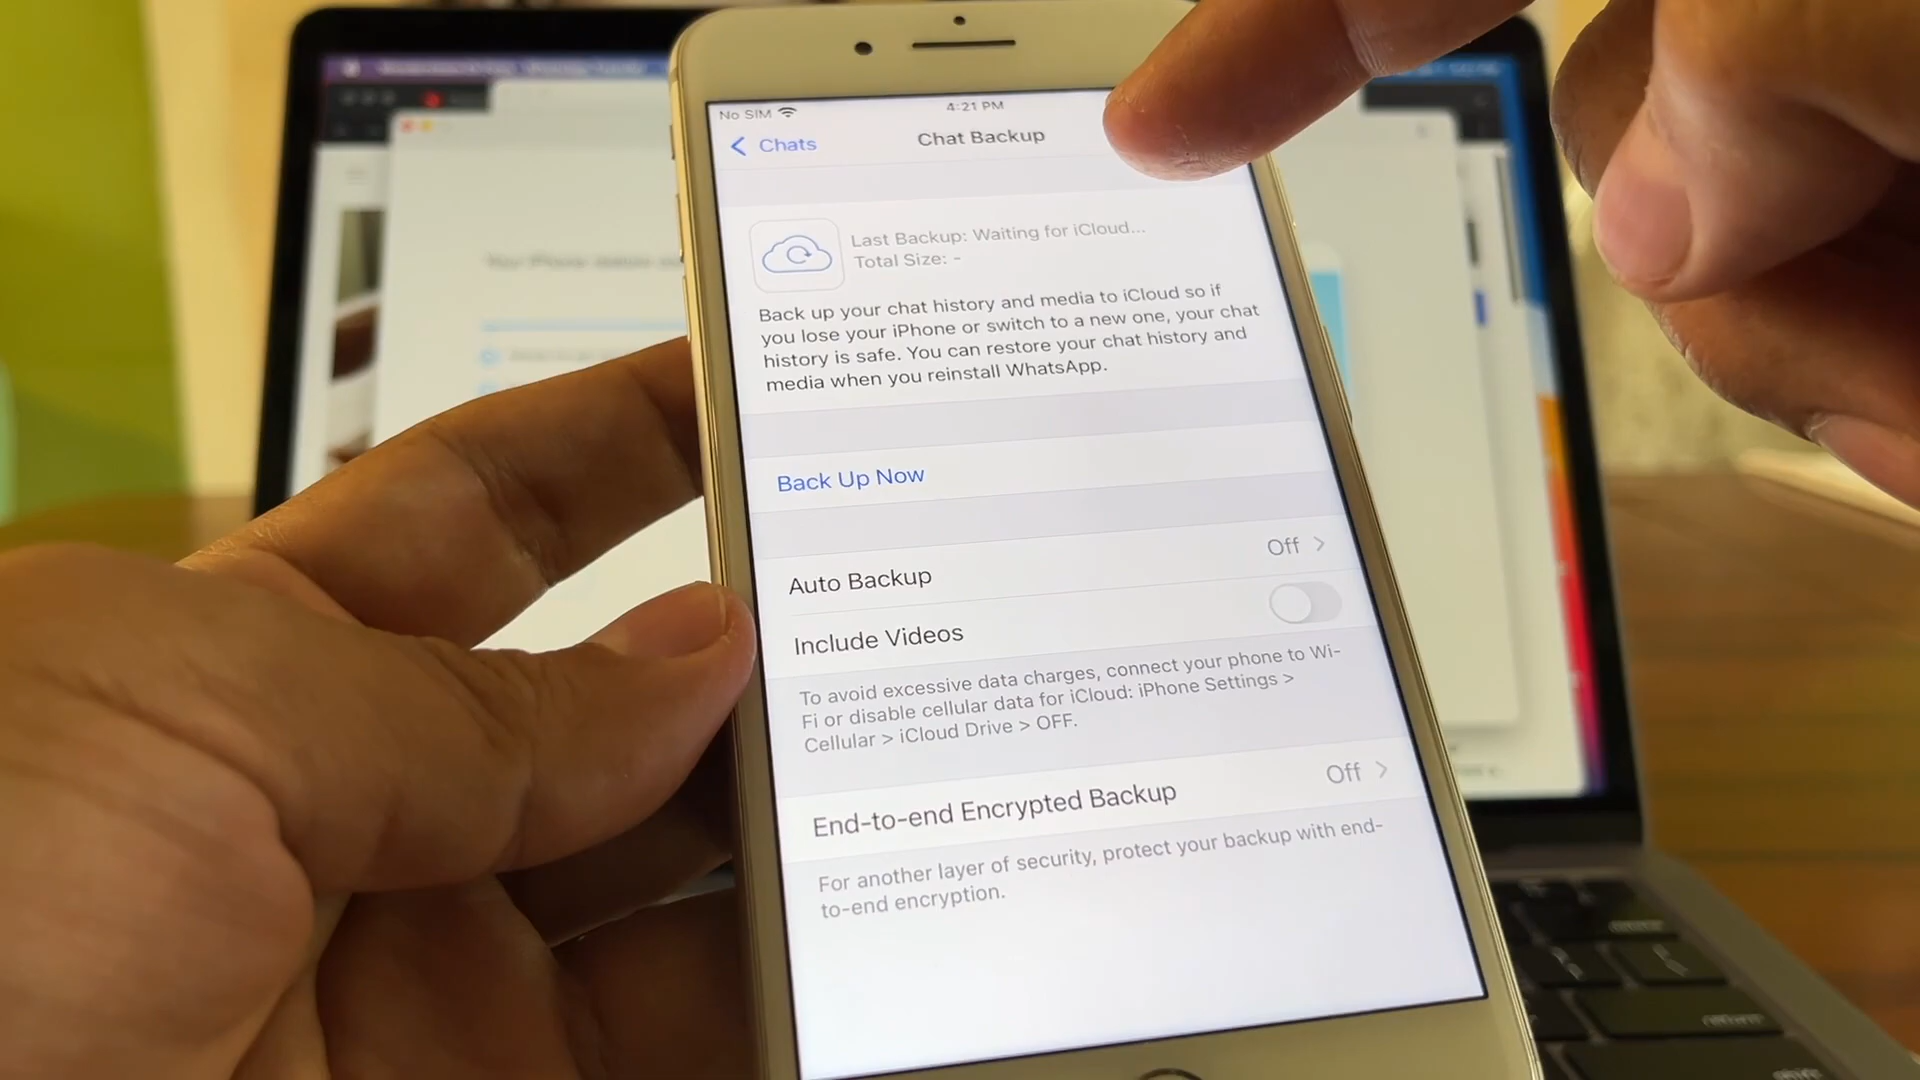 No SIM
4:21 PM
Chats
Chat Backup
Last Backup: Waiting for iCloud...
Total Size: -
Back up your chat history and media to iCloud so if
you lose your iPhone or switch to a new one, your chat
history is safe. You can restore your chat history and
media when you reinstall WhatsApp.
Back Up Now
Auto Backup
Off
Include Videos
To avoid excessive data charges, connect your phone to Wi-
Fi or disable cellular data for iCloud: iPhone Settings >
Cellular > iCloud Drive > OFF.
End-to-end Encrypted Backup
Off
For another layer of security, protect your backup with end-
to-end encryption.
return